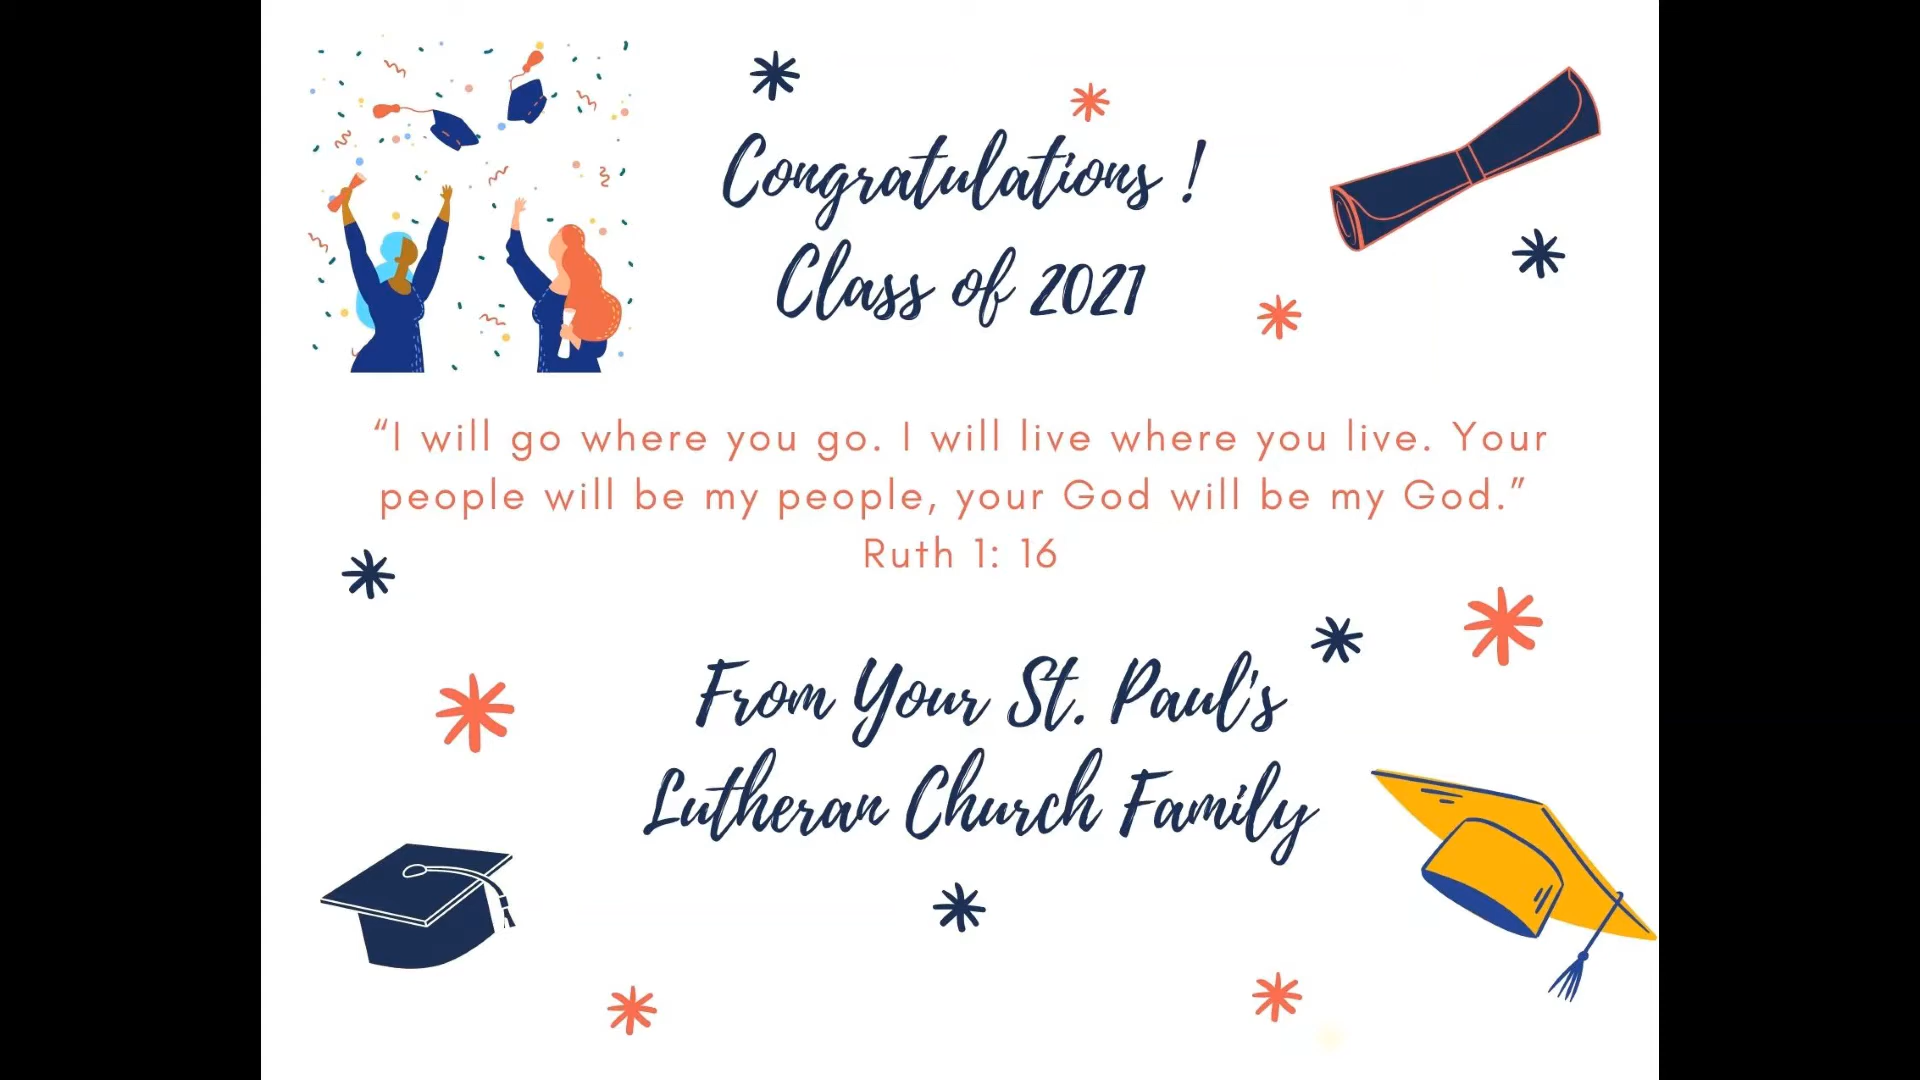 Congratulations !
Class of 2021
“I will go where you go. I will live where you live. Your
people will be my people, your God will be my God.”
Ruth 1: 16
From Your St. Paul's
Lutheran Church Family